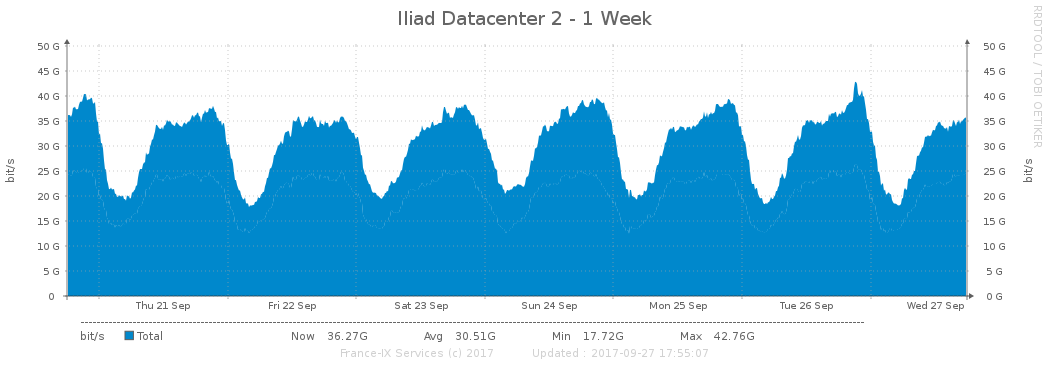 Iliad Datacenter 2 - 1 Week
RRDTOOL / TOBI OETIKER
50 G 50 G
45 G 45 G
40 G 40 G
35 G 35 G
30 G 30 G
25 G 25 G
20 G 20 G
15 G 15 G
10 G 10 G
5 G 5 G
0 0 G
bit/s bit/s
Thu 21 Sep Fri 22 Sep Sat 23 Sep Sun 24 Sep Mon 25 Sep Tue 26 Sep Wed 27 Sep
bit/s Total Now 36.27G Avg 30.51G Min 17.72G Max 42.76G
France-IX Services (c) 2017 Updated : 2017-09-27 17:55:07